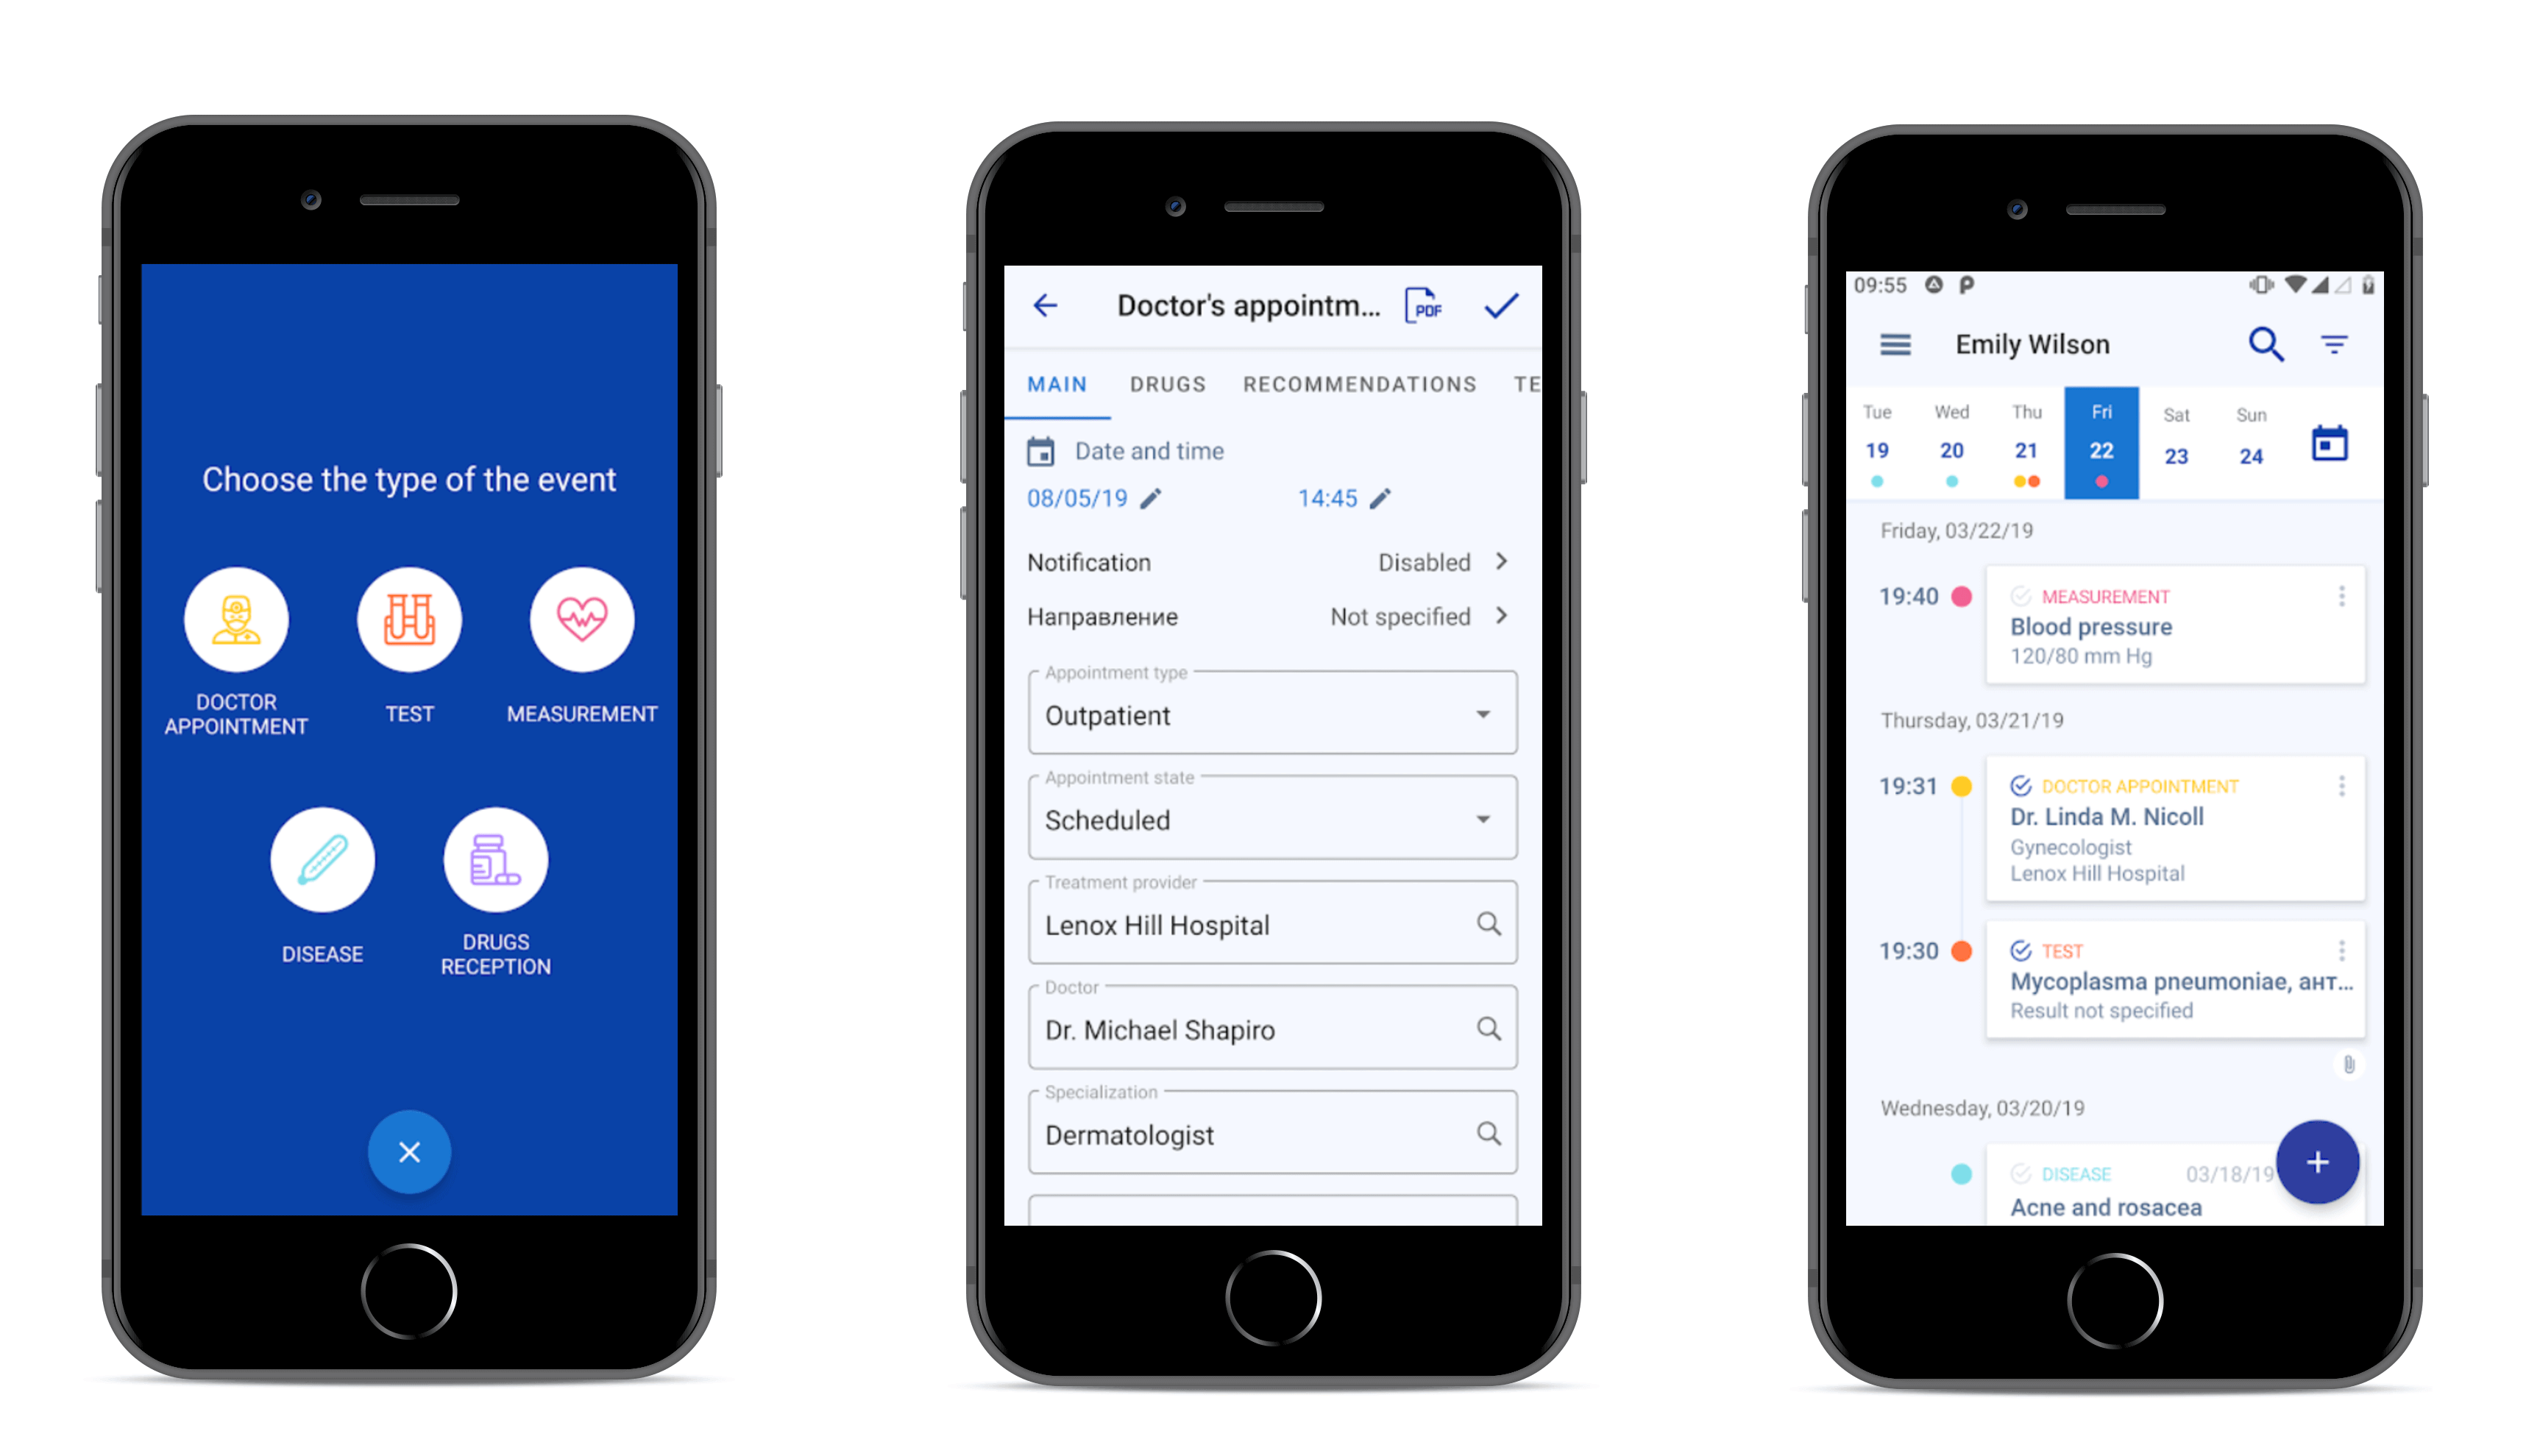 Choose the type of the event
DOCTOR
APPOINTMENT
TEST
MEASUREMENT
DISEASE
DRUGS
RECEPTION
Doctor's appointm...
PDF
MAIN DRUGS RECOMMENDATIONS TE
Date and time
08/05/19 14:45
Notification Disabled
Направление Not specified
Appointment type
Outpatient
Appointment state
Scheduled
Treatment provider
Lenox Hill Hospital
Doctor
Dr. Michael Shapiro
Specialization
Dermatologist
09:55
Emily Wilson
Tue Wed Thu Fri Sat Sun
19 20 21 22 23 24
Friday, 03/22/19
19:40 MEASUREMENT
Blood pressure
120/80 mm Hg
Thursday, 03/21/19
19:31 DOCTOR APPOINTMENT
Dr. Linda M. Nicoll
Gynecologist
Lenox Hill Hospital
19:30 TEST
Mycoplasma pneumoniae, ант...
Result not specified
Wednesday, 03/20/19
DISEASE 03/18/19
Acne and rosacea